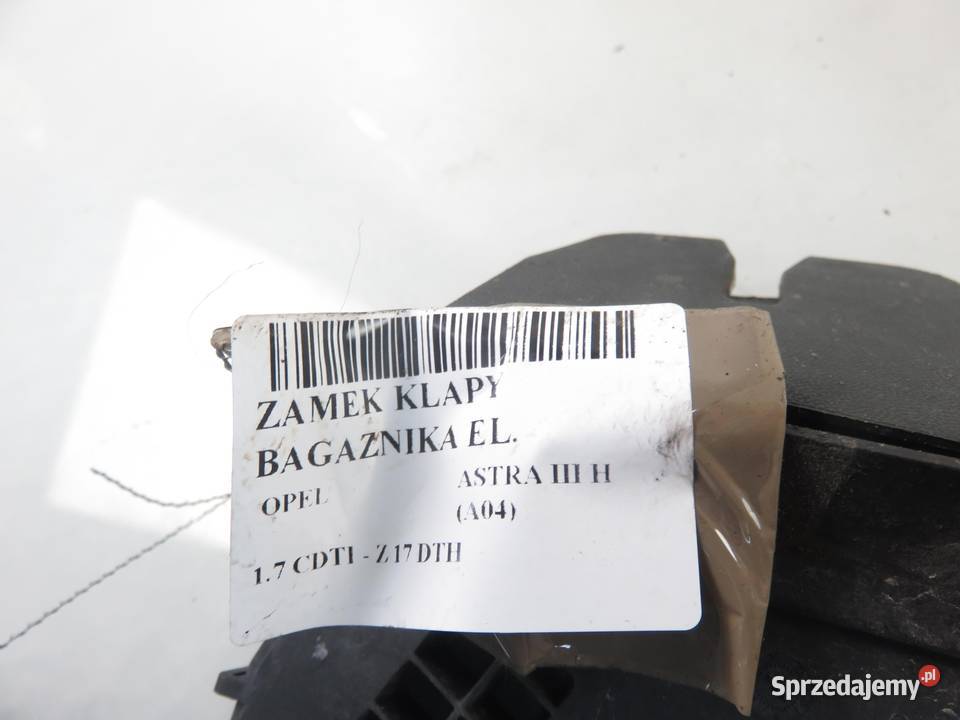 ZAMEK KLAPY
BAGAZNIKA EL.
OPEL ASTRA III H
(A04)
1.7 CDTI - Z17DTH
Sprzedajemy.pl